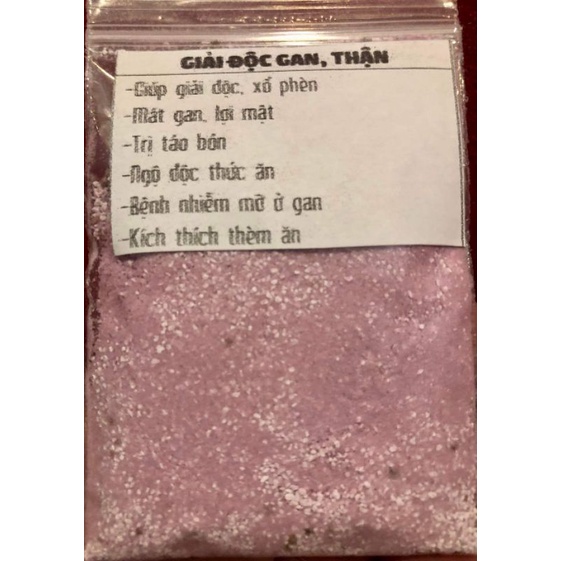 GIẢI ĐỘC GAN, THẬN
-Giúp giải độc, xổ phèn
-Mát gan, lợi mật
-Trị táo bón
-Ngộ độc thức ăn
-Bệnh nhiễm mỡ ở gan
-Kích thích thèm ăn